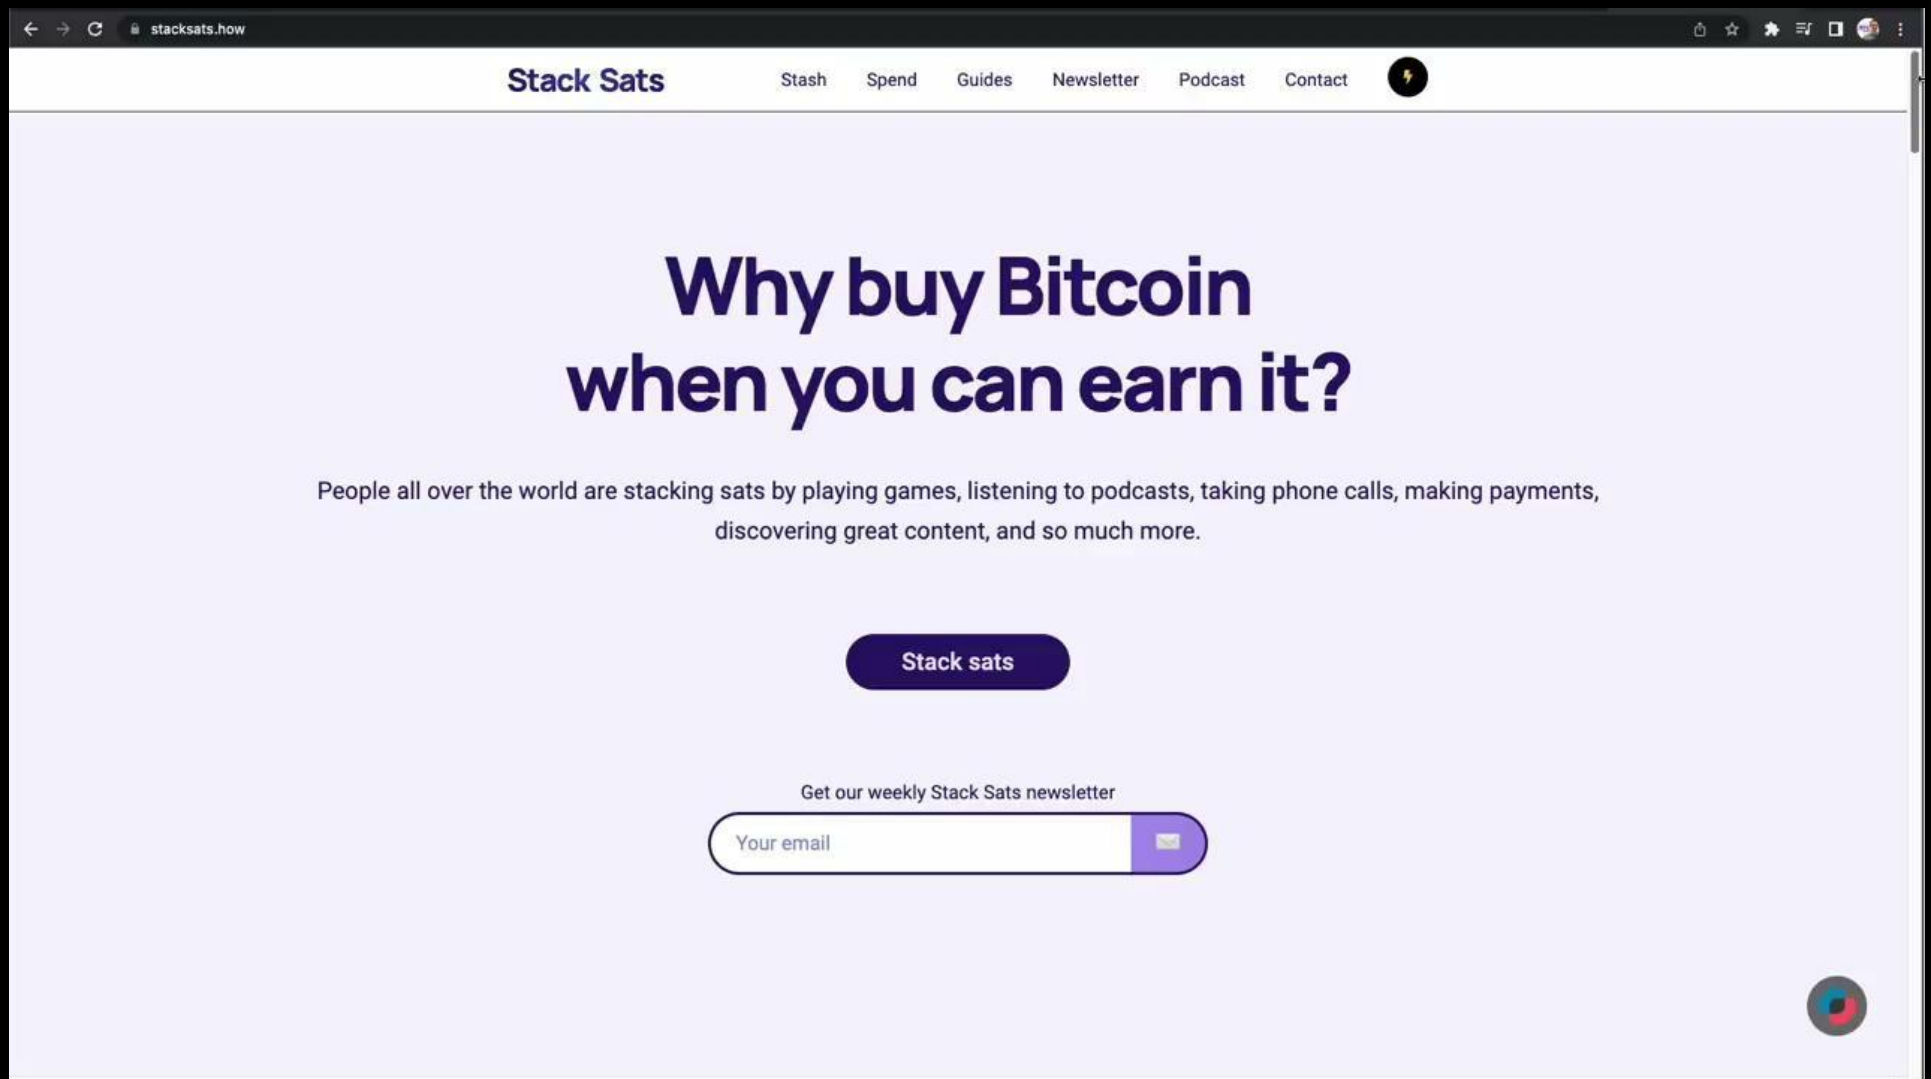 stacksats.how
Stack Sats
Stash
Spend
Guides
Newsletter
Podcast
Contact
Why buy Bitcoin
when you can earn it?
People all over the world are stacking sats by playing games, listening to podcasts, taking phone calls, making payments,
discovering great content, and so much more.
Stack sats
Get our weekly Stack Sats newsletter
Your email